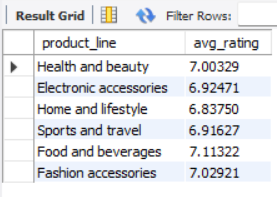 Result Grid Filter Rows:
product_line avg_rating
Health and beauty 7.00329
Electronic accessories 6.92471
Home and lifestyle 6.83750
Sports and travel 6.91627
Food and beverages 7.11322
Fashion accessories 7.02921